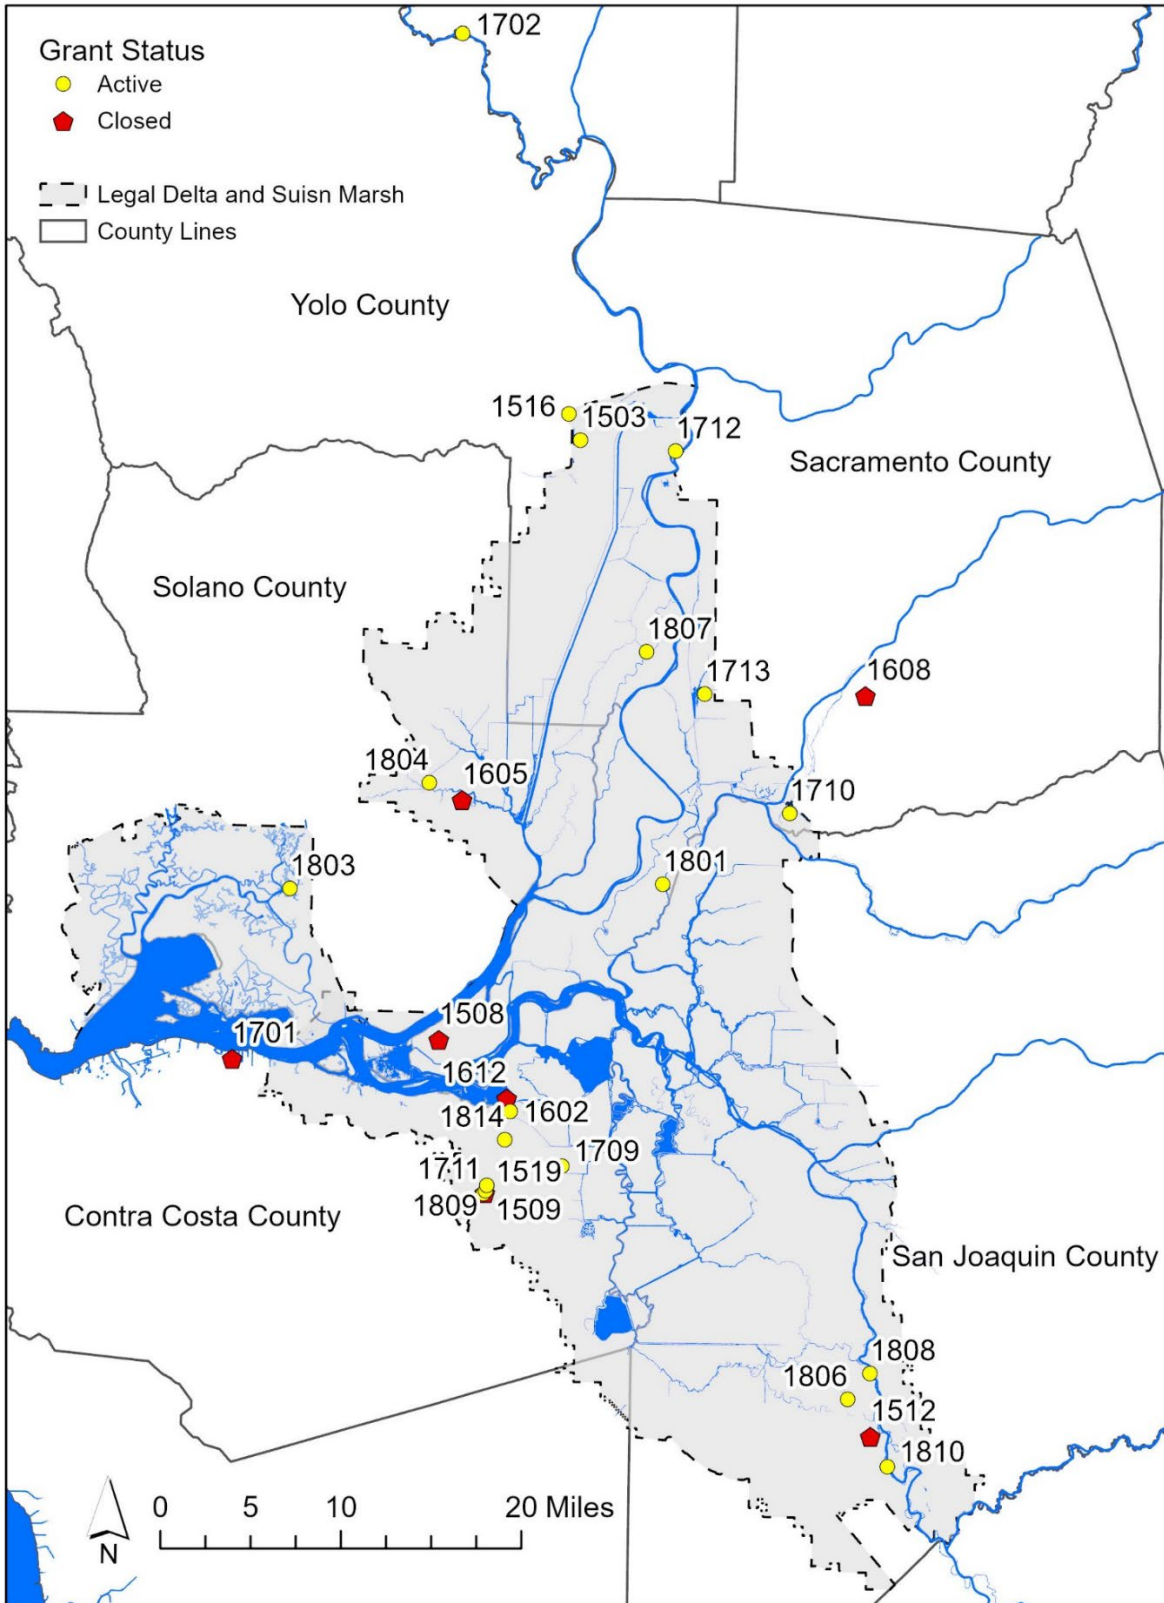 1702
Grant Status
Active
Closed
Legal Delta and Suisn Marsh
County Lines
Yolo County
1516
1503
1712
Sacramento County
Solano County
1807
1713
1608
1804
1605
1710
1803
1801
1508
1701
1612
1814
1602
1709
1711
1519
1809
1509
Contra Costa County
San Joaquin County
1808
1806
1512
1810
0 5 10 20 Miles
N